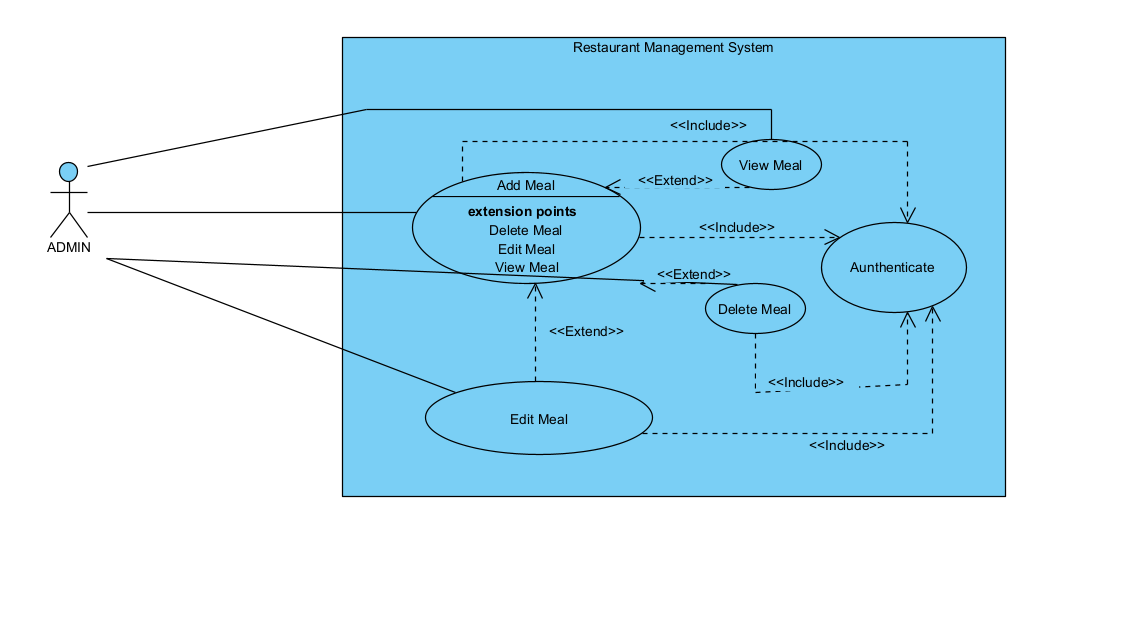 Restaurant Management System
<<Include>>
View Meal
<<Extend>>
Add Meal
extension points
Delete Meal
Edit Meal
View Meal
<<Include>>
ADMIN
Aunthenticate
<<Extend>>
Delete Meal
<<Extend>>
<<Include>>
Edit Meal
<<Include>>